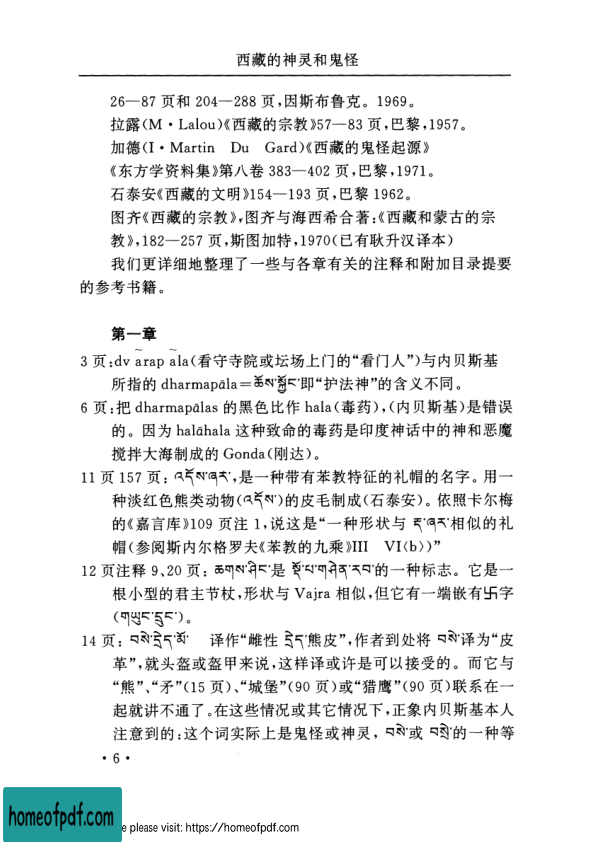 西藏的神灵和鬼怪
26—87 页和 204—288 页,因斯布鲁克。1969。
拉露(M·Lalou)《西藏的宗教》57—83 页,巴黎,1957。
加德(I·Martin Du Gard)《西藏的鬼怪起源》
《东方学资料集》第八卷 383—402 页,巴黎,1971。
石泰安《西藏的文明》154—193 页,巴黎 1962。
图齐《西藏的宗教》,图齐与海西希合著:《西藏和蒙古的宗
教》,182—257 页,斯图加特,1970(已有耿升汉译本)
我们更详细地整理了一些与各章有关的注释和附加目录提要
的参考书籍。
第一章
3 页:dv ãrap ãla(看守寺院或坛场上门的“看门人”)与内贝斯基
所指的 dharmapāla=ཆོས་སྐྱོང་即“护法神”的含义不同。
6 页:把 dharmapālas 的黑色比作 hala(毒药),(内贝斯基)是错误
的。因为 halāhala 这种致命的毒药是印度神话中的神和恶魔
搅拌大海制成的 Gonda(刚达)。
11 页 157 页: འདོམ་ཞྭ,是一种带有苯教特征的礼帽的名字。用一
种淡红色熊类动物(འདོམ་)的皮毛制成(石泰安)。依照卡尔梅
的《嘉言库》109 页注 1,说这是“一种形状与 相似的礼
帽(参阅斯内尔格罗夫《苯教的九乘》III VI(b))”
12 页注释 9、20 页: ཆགས་ཤིང་是 སྟོན་པ་གཤེན་རབ་的一种标志。它是一
根小型的君主节杖,形状与 Vajra 相似,但它有一端嵌有卐字
(གཡུང་དྲུང་)。
14 页: བསེ་དྲེད་མོ་ 译作“雌性 དྲེད་熊皮”,作者到处将 བསེ་译为“皮
革”,就头盔或盔甲来说,这样译或许是可以接受的。而它与
“熊”、“矛”(15 页)、“城堡”(90 页)或“猎鹰”(90 页)联系在一
起就讲不通了。在这些情况或其它情况下,正象内贝斯基本人
注意到的:这个词实际上是鬼怪或神灵, བསེ་或 བསྲེ་的一种等
·6·
homeofpdf.com
e please visit: https://homeofpdf.com